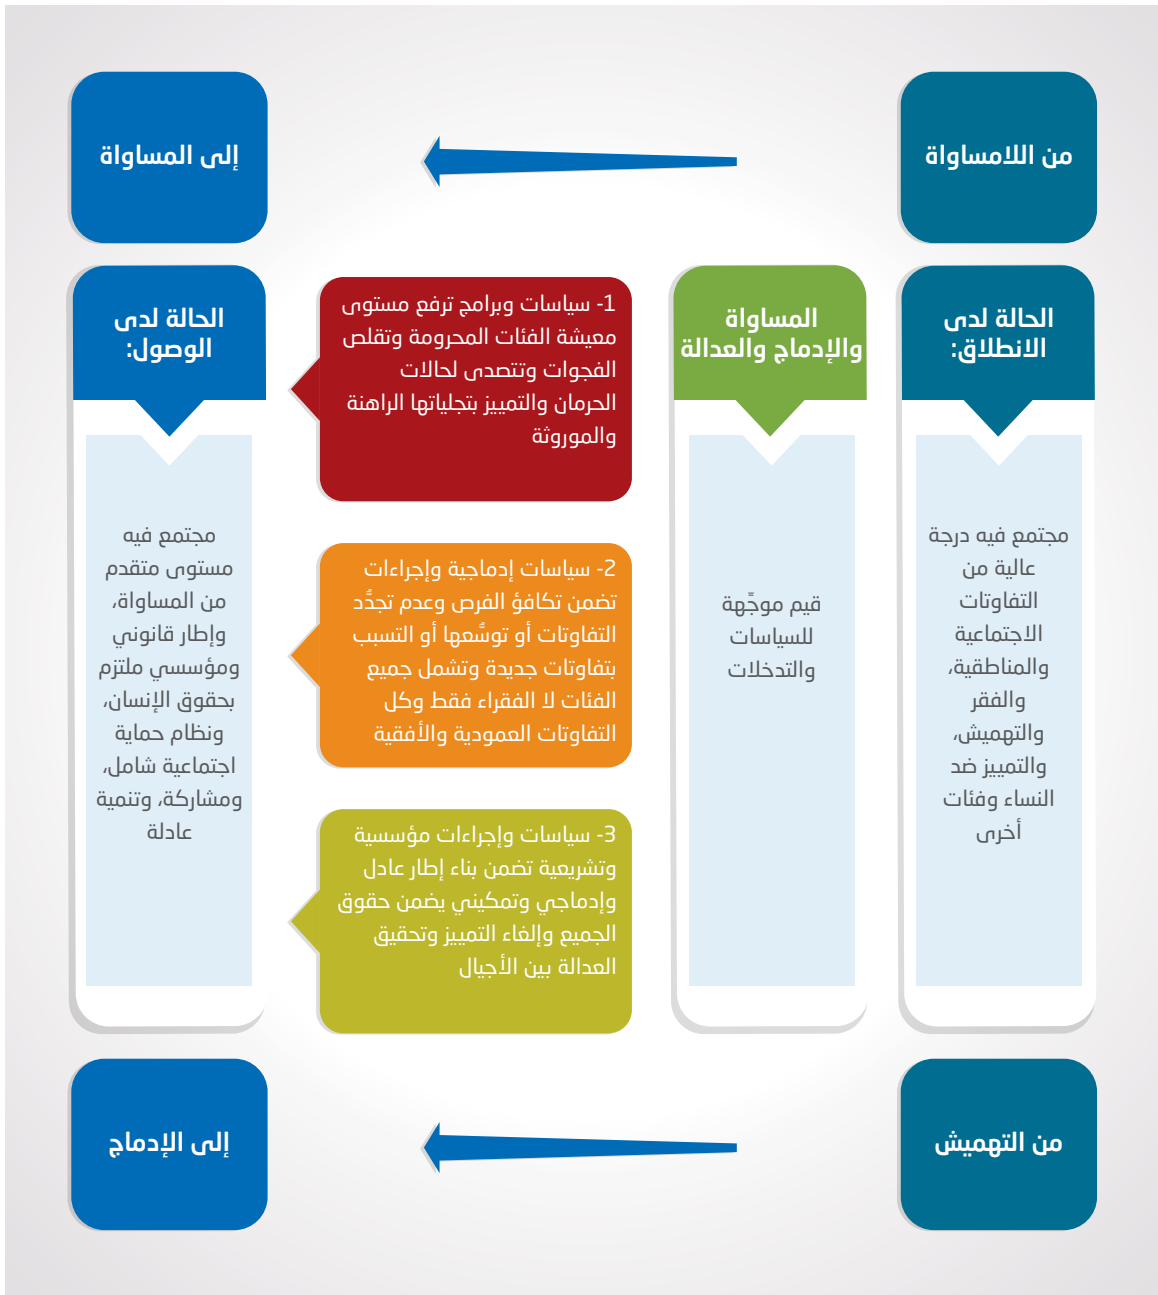 من اللامساواة
إلى المساواة
الحالة لدى
الانطلاق:
مجتمع فيه درجة
عالية من
التفاوتات
الاجتماعية
والمناطقية،
والفقر
والتهميش،
والتمييز ضد
النساء وفئات
أخرى
المساواة
والإدماج والعدالة
قيم موجِّهة
للسياسات
والتدخلات
1- سياسات وبرامج ترفع مستوى
معيشة الفئات المحرومة وتقلص
الفجوات وتتصدى لحالات
الحرمان والتمييز بتجلياتها الراهنة
والموروثة
2- سياسات إدماجية وإجراءات
تضمن تكافؤ الفرص وعدم تجدُّد
التفاوتات أو توسُّعها أو التسبب
بتفاوتات جديدة وتشمل جميع
الفئات لا الفقراء فقط وكل
التفاوتات العمودية والأفقية
3- سياسات وإجراءات مؤسسية
وتشريعية تضمن بناء إطار عادل
وإدماجي وتمكيني يضمن حقوق
الجميع وإلغاء التمييز وتحقيق
العدالة بين الأجيال
الحالة لدى
الوصول:
مجتمع فيه
مستوى متقدم
من المساواة،
وإطار قانوني
ومؤسسي ملتزم
بحقوق الإنسان،
ونظام حماية
اجتماعية شامل،
ومشاركة، وتنمية
عادلة
من التهميش
إلى الإدماج